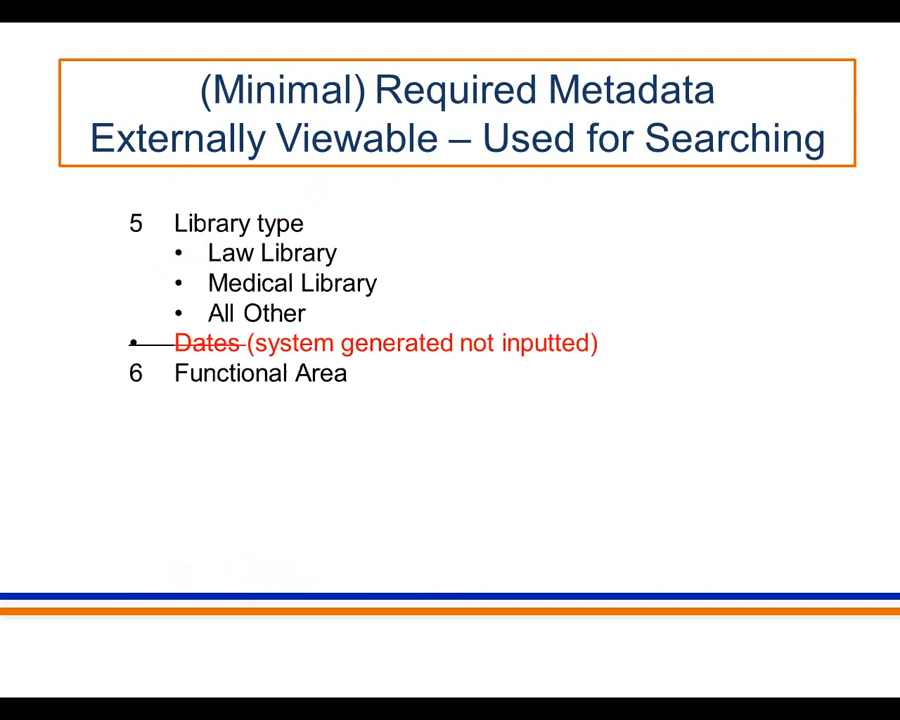 (Minimal) Required Metadata
Externally Viewable – Used for Searching
5 Library type
• Law Library
• Medical Library
• All Other
• Dates (system generated not inputted)
6 Functional Area